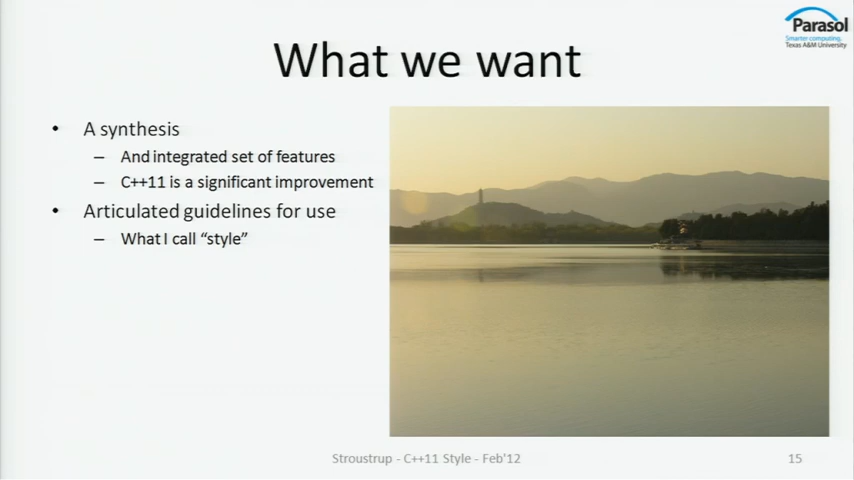 Parasol
Smarter computing.
Texas A&M University
What we want
• A synthesis
– And integrated set of features
– C++11 is a significant improvement
• Articulated guidelines for use
– What I call “style”
Stroustrup - C++11 Style - Feb'12
15